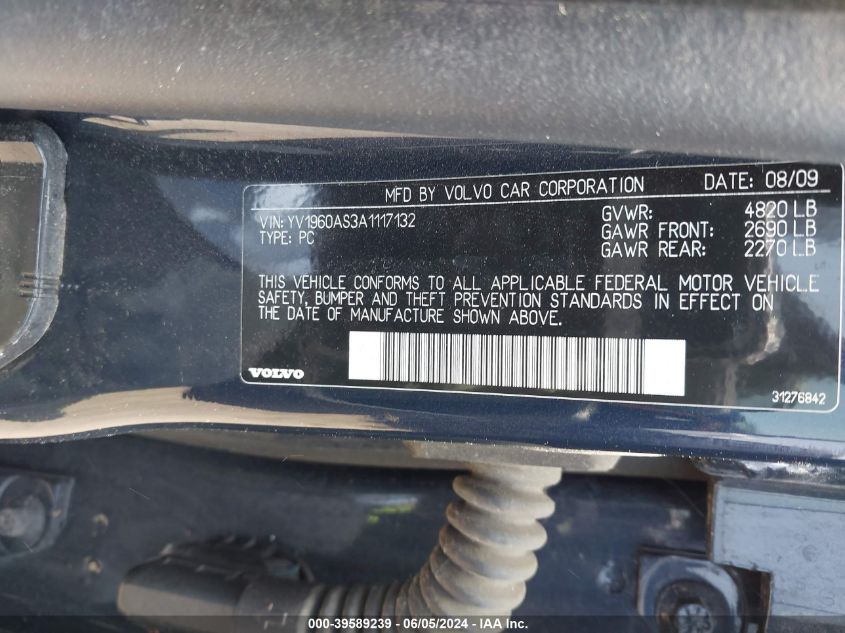 MFD BY VOLVO CAR CORPORATION DATE: 08/09
VIN: YV1960AS3A1117132 GVWR: 4820 LB
TYPE: PC GAWR FRONT: 2690 LB
GAWR REAR: 2270 LB
THIS VEHICLE CONFORMS TO ALL APPLICABLE FEDERAL MOTOR VEHICLE
SAFETY, BUMPER AND THEFT PREVENTION STANDARDS IN EFFECT ON
THE DATE OF MANUFACTURE SHOWN ABOVE.
VOLVO 31276842
000-39589239 - 06/05/2024 - IAA Inc.